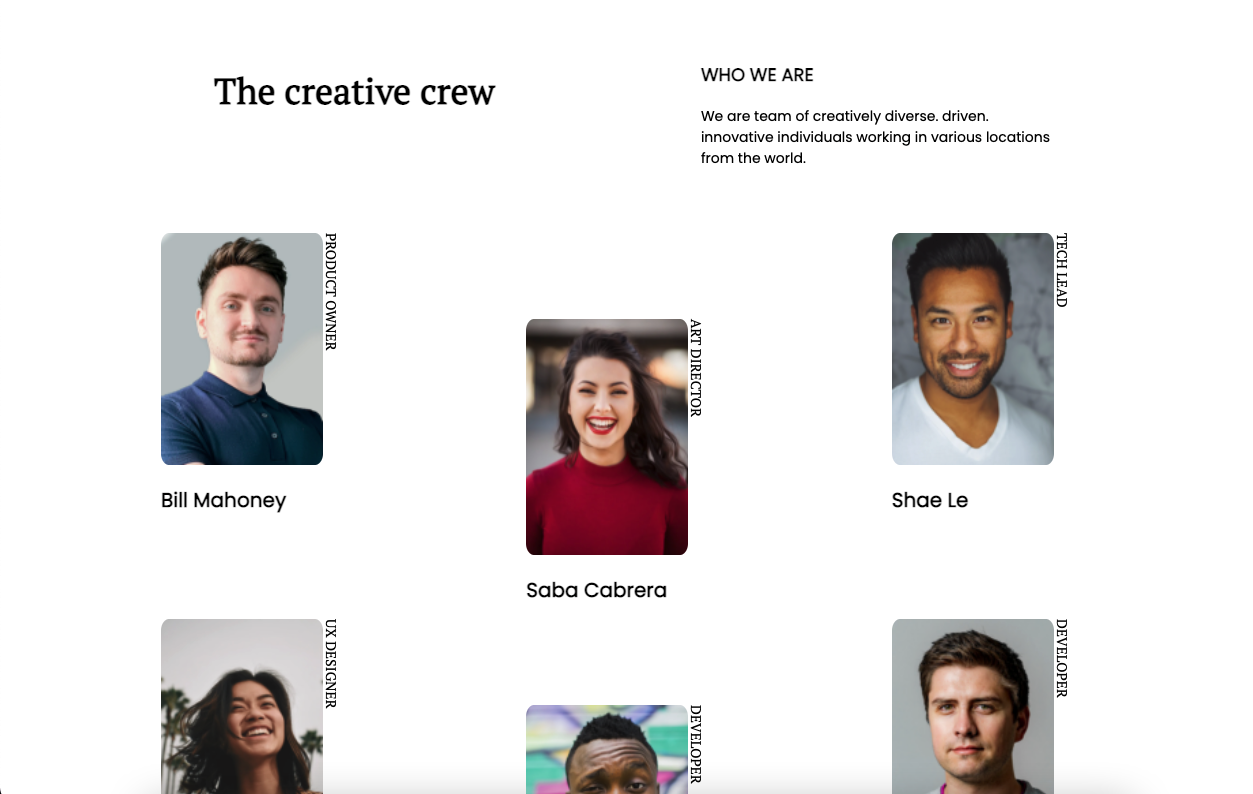 The creative crew
WHO WE ARE
We are team of creatively diverse. driven.
innovative individuals working in various locations
from the world.
PRODUCT OWNER
Bill Mahoney
ART DIRECTOR
Saba Cabrera
TECH LEAD
Shae Le
UX DESIGNER
DEVELOPER
DEVELOPER